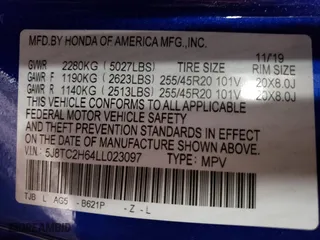 MFD.BY HONDA OF AMERICA MFG.,INC.
11/19
GVWR 2280KG (5027LBS) TIRE SIZE RIM SIZE
GAWR F 1190KG (2623LBS) 255/45R20 101V 20X8.0J
GAWR R 1140KG (2513LBS) 255/45R20 101V 20X8.0J
THIS VEHICLE CONFORMS TO ALL APPLICABLE
FEDERAL MOTOR VEHICLE SAFETY
AND THEFT PREVENTION STANDARDS IN EFFECT
ON THE DATE OF MANUFACTURE SHOWN ABOVE.
5J8TC2H64LL023097 TYPE: MPV
TJB L AG5 - B621P - Z - L